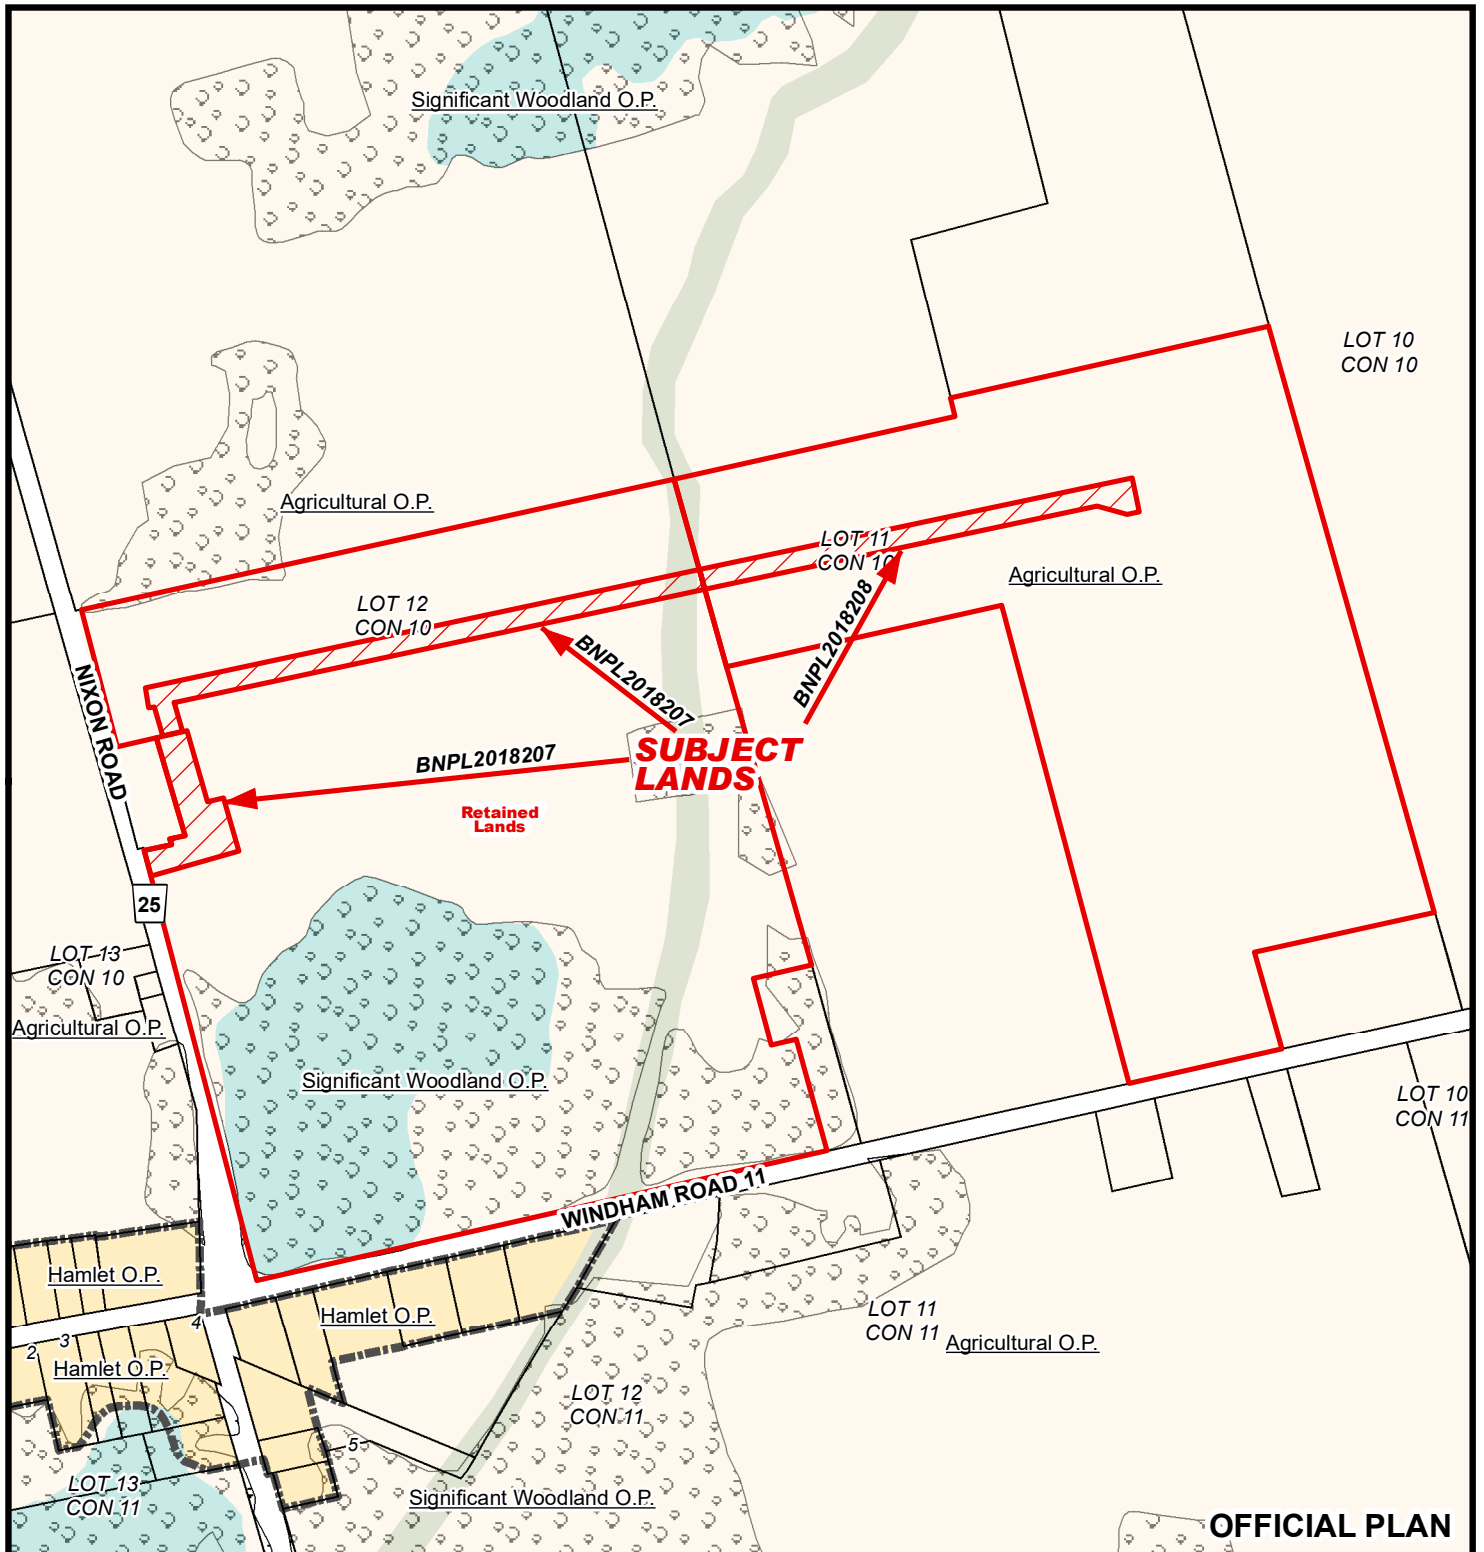 Significant Woodland O.P.
LOT 10
CON 10
Agricultural O.P.
LOT 11
CON 10
Agricultural O.P.
LOT 12
CON 10
BNPL2018208
BNPL2018207
NIXON ROAD
SUBJECT
LANDS
BNPL2018207
Retained
Lands
25
LOT 13
CON 10
Agricultural O.P.
Significant Woodland O.P.
LOT 10
CON 11
WINDHAM ROAD 11
Hamlet O.P.
Hamlet O.P.
LOT 11
CON 11
Agricultural O.P.
4
3
2
Hamlet O.P.
LOT 12
CON 11
5
LOT 13
CON 11
Significant Woodland O.P.
OFFICIAL PLAN